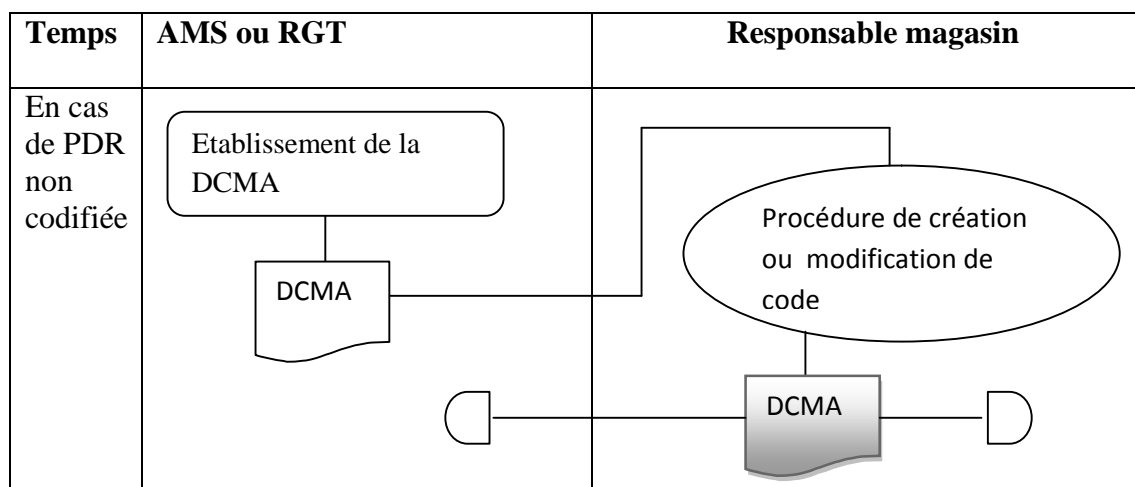 Temps
AMS ou RGT
Responsable magasin
En cas
de PDR
non
codifiée
Etablissement de la
DCMA
DCMA
Procédure de création
ou modification de
code
DCMA